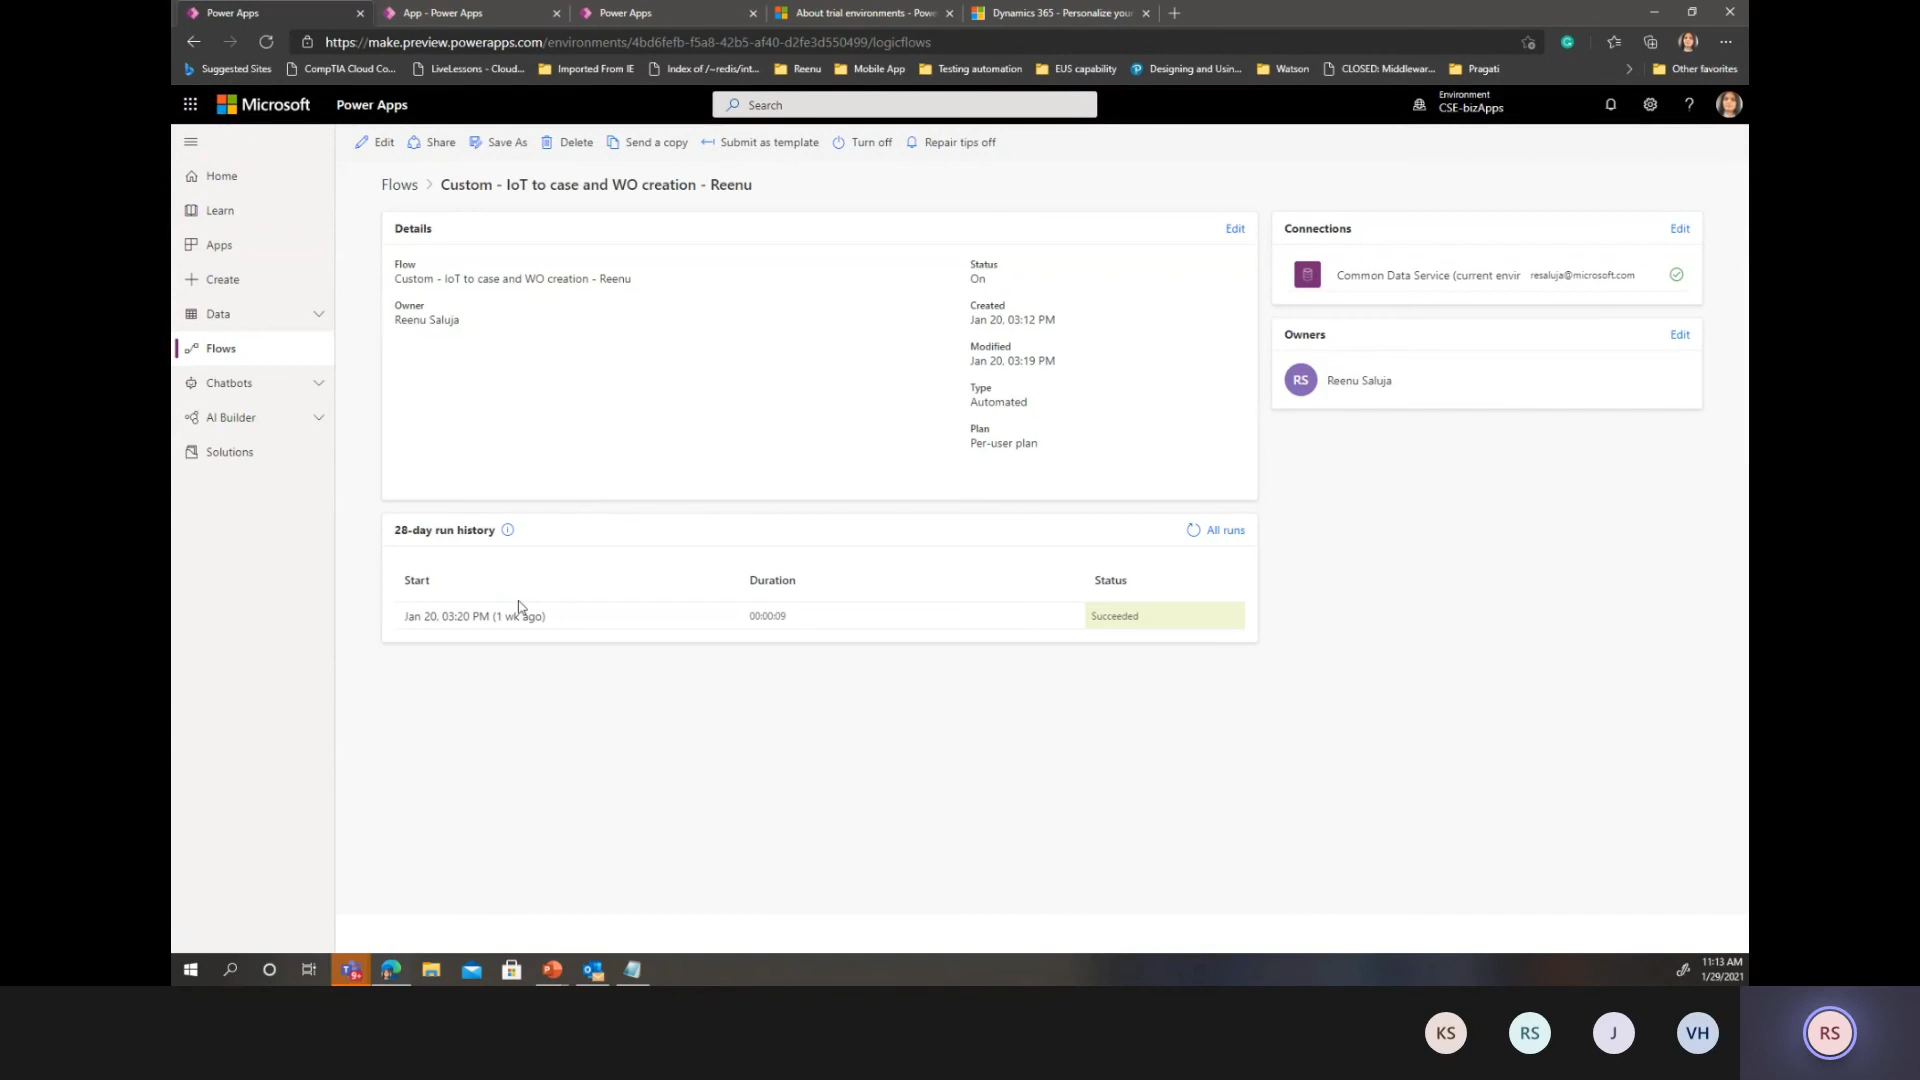 Power Apps
App - Power Apps
Power Apps
About trial environments - Powe
Dynamics 365 - Personalize your
https://make.preview.powerapps.com/environments/4bd6fefb-f5a8-42b5-af40-d2fe3d550499/logicflows
Suggested Sites
CompTIA Cloud Co...
LiveLessons - Cloud...
Imported From IE
Index of /~redis/int...
Reenu
Mobile App
Testing automation
EUS capability
Designing and Usin...
Watson
CLOSED: Middlewar...
Pragati
Other favorites
Microsoft
Power Apps
Search
Environment
CSE-bizApps
Edit
Share
Save As
Delete
Send a copy
Submit as template
Turn off
Repair tips off
Home
Learn
Apps
Create
Data
Flows
Chatbots
AI Builder
Solutions
Flows > Custom - IoT to case and WO creation - Reenu
Details
Edit
Flow
Custom - IoT to case and WO creation - Reenu
Owner
Reenu Saluja
Status
On
Created
Jan 20, 03:12 PM
Modified
Jan 20, 03:19 PM
Type
Automated
Plan
Per-user plan
Connections
Edit
Common Data Service (current envir
resaluja@microsoft.com
Owners
Edit
RS
Reenu Saluja
28-day run history
All runs
Start
Duration
Status
Jan 20, 03:20 PM (1 wk ago)
00:00:09
Succeeded
9+
11:13 AM
1/29/2021
KS
RS
J
VH
RS